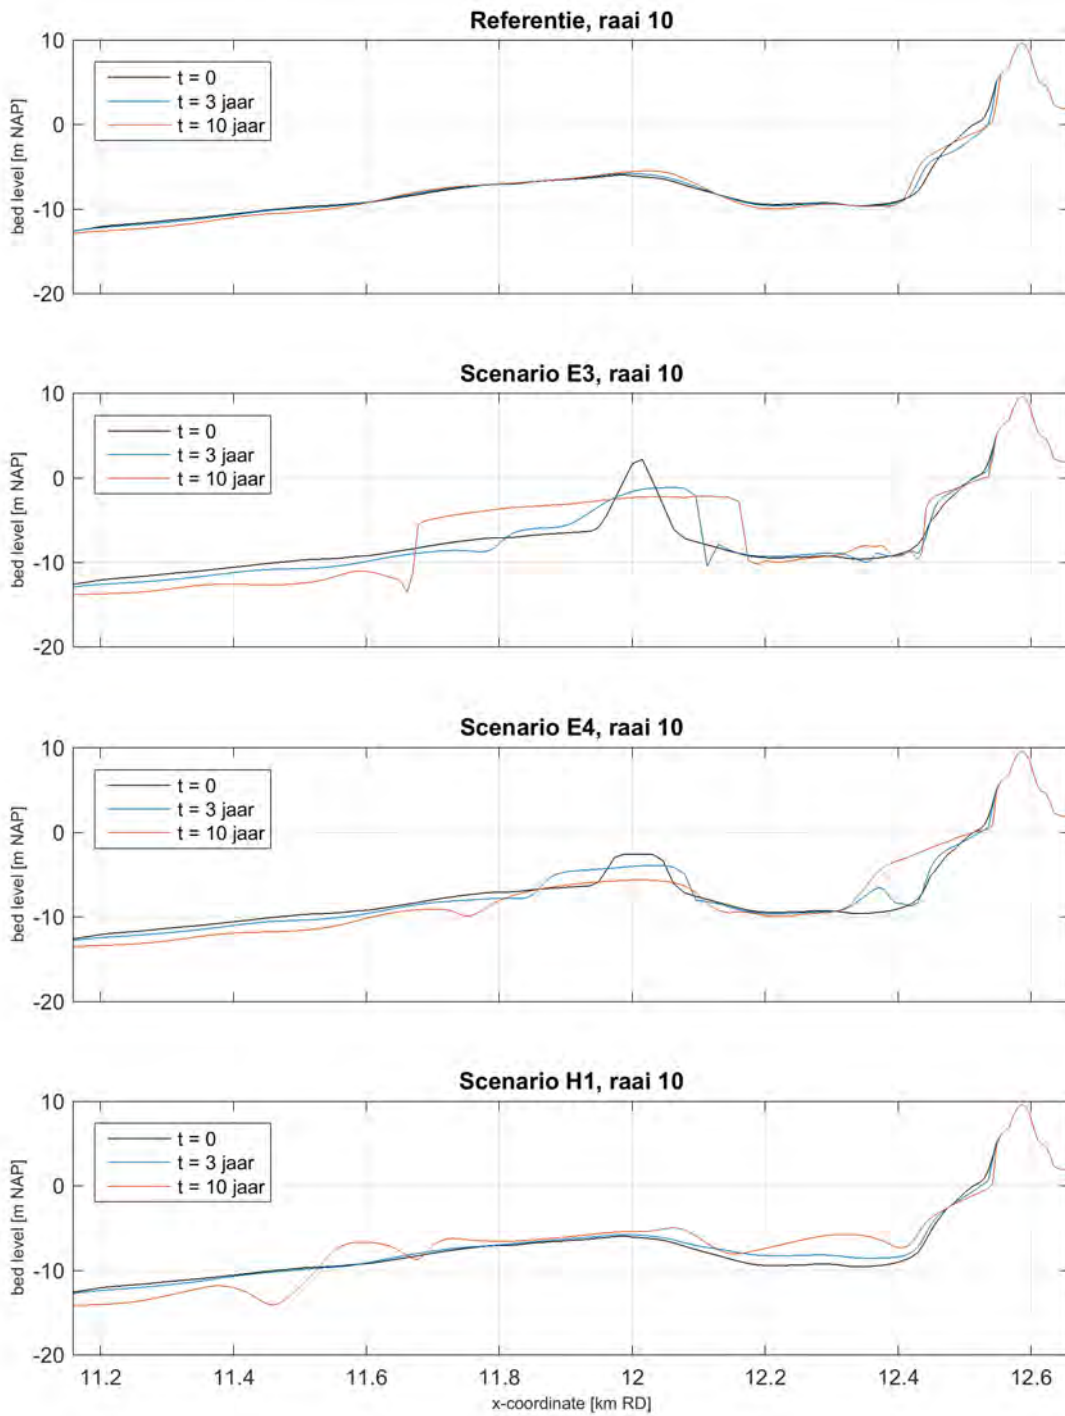 Referentie, raai 10
10
0
-10
-20
bed level [m NAP]
t = 0
t = 3 jaar
t = 10 jaar
Scenario E3, raai 10
10
0
-10
-20
bed level [m NAP]
t = 0
t = 3 jaar
t = 10 jaar
Scenario E4, raai 10
10
0
-10
-20
bed level [m NAP]
t = 0
t = 3 jaar
t = 10 jaar
Scenario H1, raai 10
10
0
-10
-20
bed level [m NAP]
t = 0
t = 3 jaar
t = 10 jaar
11.2 11.4 11.6 11.8 12 12.2 12.4 12.6
x-coordinate [km RD]